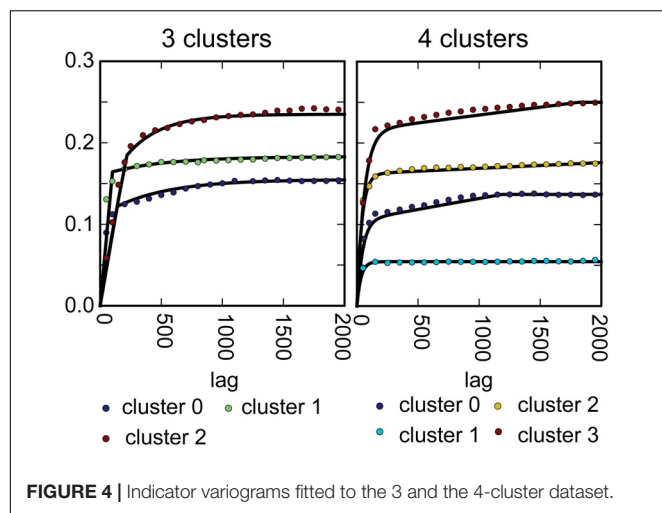 3 clusters
4 clusters
0.3
0.2
0.1
0.0
0
500
1000
1500
2000
0
500
1000
1500
2000
lag
lag
cluster 0
cluster 1
cluster 2
cluster 0
cluster 2
cluster 1
cluster 3
FIGURE 4 | Indicator variograms fitted to the 3 and the 4-cluster dataset.